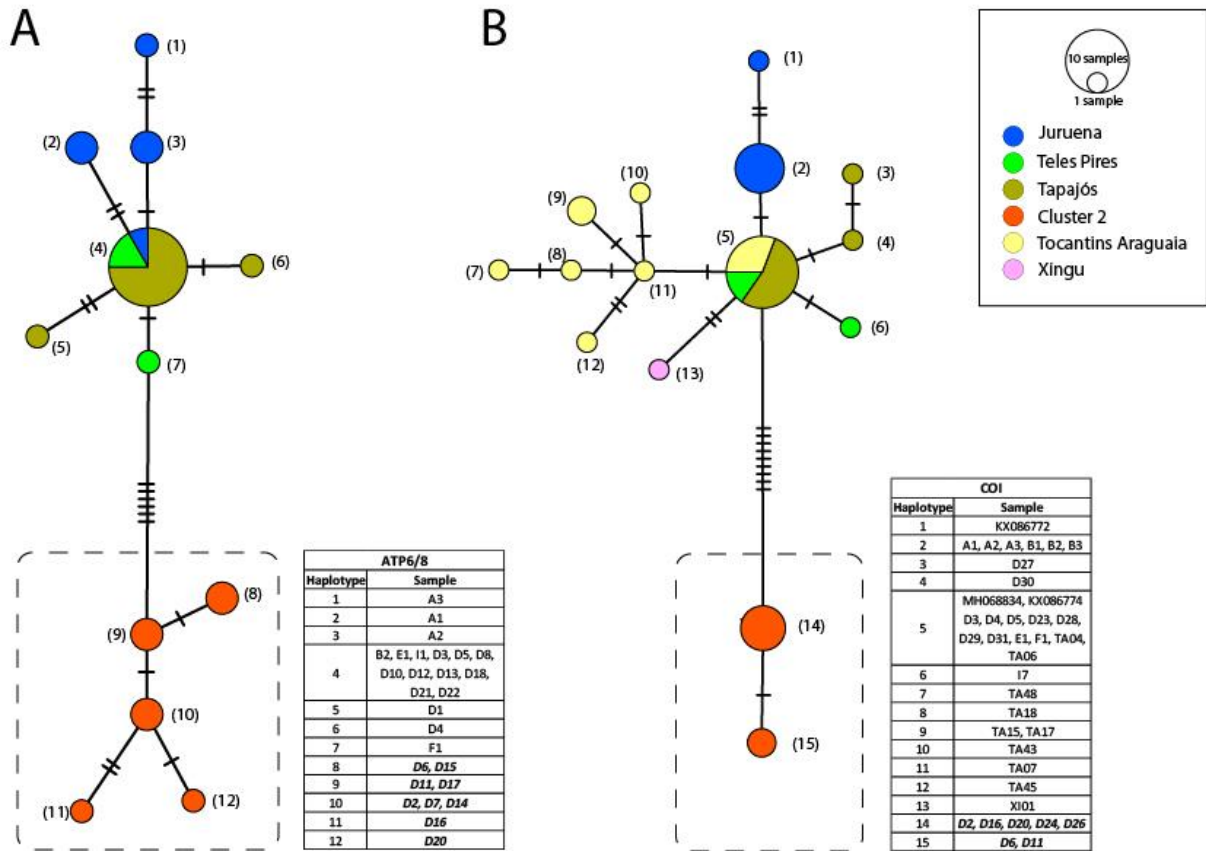 A
(1)
(2)
(3)
(4)
(6)
(5)
(7)
(8)
(9)
(10)
(11)
(12)
ATP6/8
Haplotype Sample
1 A3
2 A1
3 A2
4 B2, E1, I1, D3, D5, D8,
D10, D12, D13, D18,
D21, D22
5 D1
6 D4
7 F1
8 D6, D15
9 D11, D17
10 D2, D7, D14
11 D16
12 D20
B
(1)
(2)
(3)
(10)
(9)
(5)
(4)
(7)
(8)
(11)
(6)
(12)
(13)
(14)
(15)
10 samples
1 sample
Juruena
Teles Pires
Tapajós
Cluster 2
Tocantins Araguaia
Xingu
COI
Haplotype Sample
1 KX086772
2 A1, A2, A3, B1, B2, B3
3 D27
4 D30
5 MH068834, KX086774
D3, D4, D5, D23, D28,
D29, D31, E1, F1, TA04,
TA06
6 I7
7 TA48
8 TA18
9 TA15, TA17
10 TA43
11 TA07
12 TA45
13 XI01
14 D2, D16, D20, D24, D26
15 D6, D11